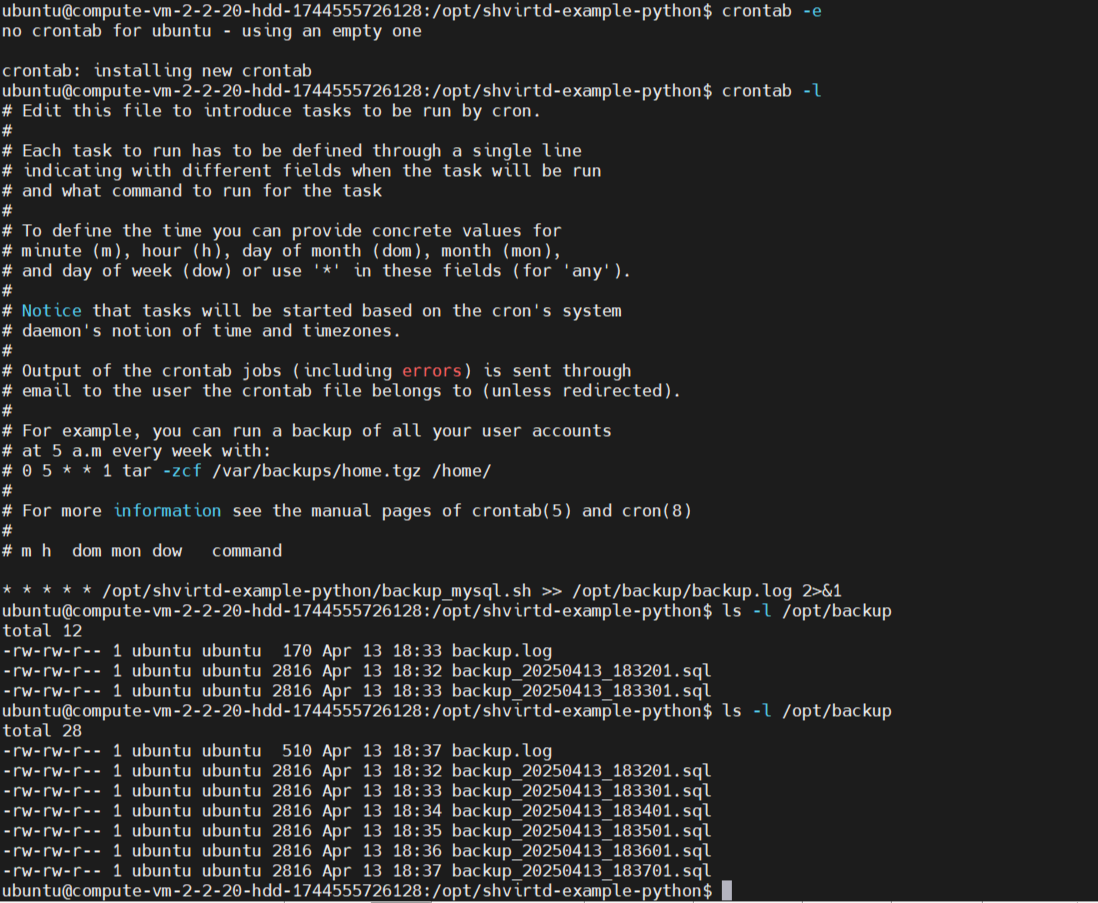 ubuntu@compute-vm-2-2-20-hdd-1744555726128:/opt/shvirtd-example-python$ crontab -e
no crontab for ubuntu - using an empty one
crontab: installing new crontab
ubuntu@compute-vm-2-2-20-hdd-1744555726128:/opt/shvirtd-example-python$ crontab -l
# Edit this file to introduce tasks to be run by cron.
#
# Each task to run has to be defined through a single line
# indicating with different fields when the task will be run
# and what command to run for the task
#
# To define the time you can provide concrete values for
# minute (m), hour (h), day of month (dom), month (mon),
# and day of week (dow) or use '*' in these fields (for 'any').
#
# Notice that tasks will be started based on the cron's system
# daemon's notion of time and timezones.
#
# Output of the crontab jobs (including errors) is sent through
# email to the user the crontab file belongs to (unless redirected).
#
# For example, you can run a backup of all your user accounts
# at 5 a.m every week with:
# 0 5 * * 1 tar -zcf /var/backups/home.tgz /home/
#
# For more information see the manual pages of crontab(5) and cron(8)
#
# m h  dom mon dow   command
* * * * * /opt/shvirtd-example-python/backup_mysql.sh >> /opt/backup/backup.log 2>&1
ubuntu@compute-vm-2-2-20-hdd-1744555726128:/opt/shvirtd-example-python$ ls -l /opt/backup
total 12
-rw-rw-r-- 1 ubuntu ubuntu  170 Apr 13 18:33 backup.log
-rw-rw-r-- 1 ubuntu ubuntu 2816 Apr 13 18:32 backup_20250413_183201.sql
-rw-rw-r-- 1 ubuntu ubuntu 2816 Apr 13 18:33 backup_20250413_183301.sql
ubuntu@compute-vm-2-2-20-hdd-1744555726128:/opt/shvirtd-example-python$ ls -l /opt/backup
total 28
-rw-rw-r-- 1 ubuntu ubuntu  510 Apr 13 18:37 backup.log
-rw-rw-r-- 1 ubuntu ubuntu 2816 Apr 13 18:32 backup_20250413_183201.sql
-rw-rw-r-- 1 ubuntu ubuntu 2816 Apr 13 18:33 backup_20250413_183301.sql
-rw-rw-r-- 1 ubuntu ubuntu 2816 Apr 13 18:34 backup_20250413_183401.sql
-rw-rw-r-- 1 ubuntu ubuntu 2816 Apr 13 18:35 backup_20250413_183501.sql
-rw-rw-r-- 1 ubuntu ubuntu 2816 Apr 13 18:36 backup_20250413_183601.sql
-rw-rw-r-- 1 ubuntu ubuntu 2816 Apr 13 18:37 backup_20250413_183701.sql
ubuntu@compute-vm-2-2-20-hdd-1744555726128:/opt/shvirtd-example-python$